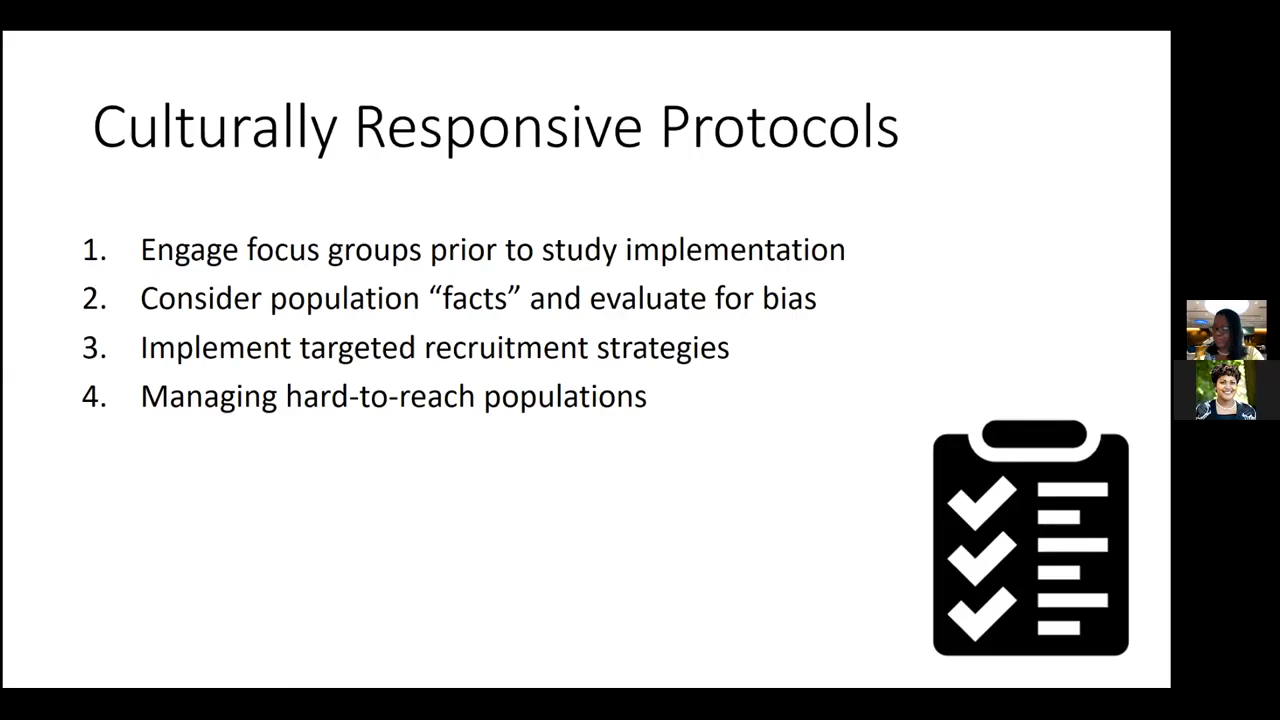 Culturally Responsive Protocols
1. Engage focus groups prior to study implementation
2. Consider population “facts” and evaluate for bias
3. Implement targeted recruitment strategies
4. Managing hard-to-reach populations